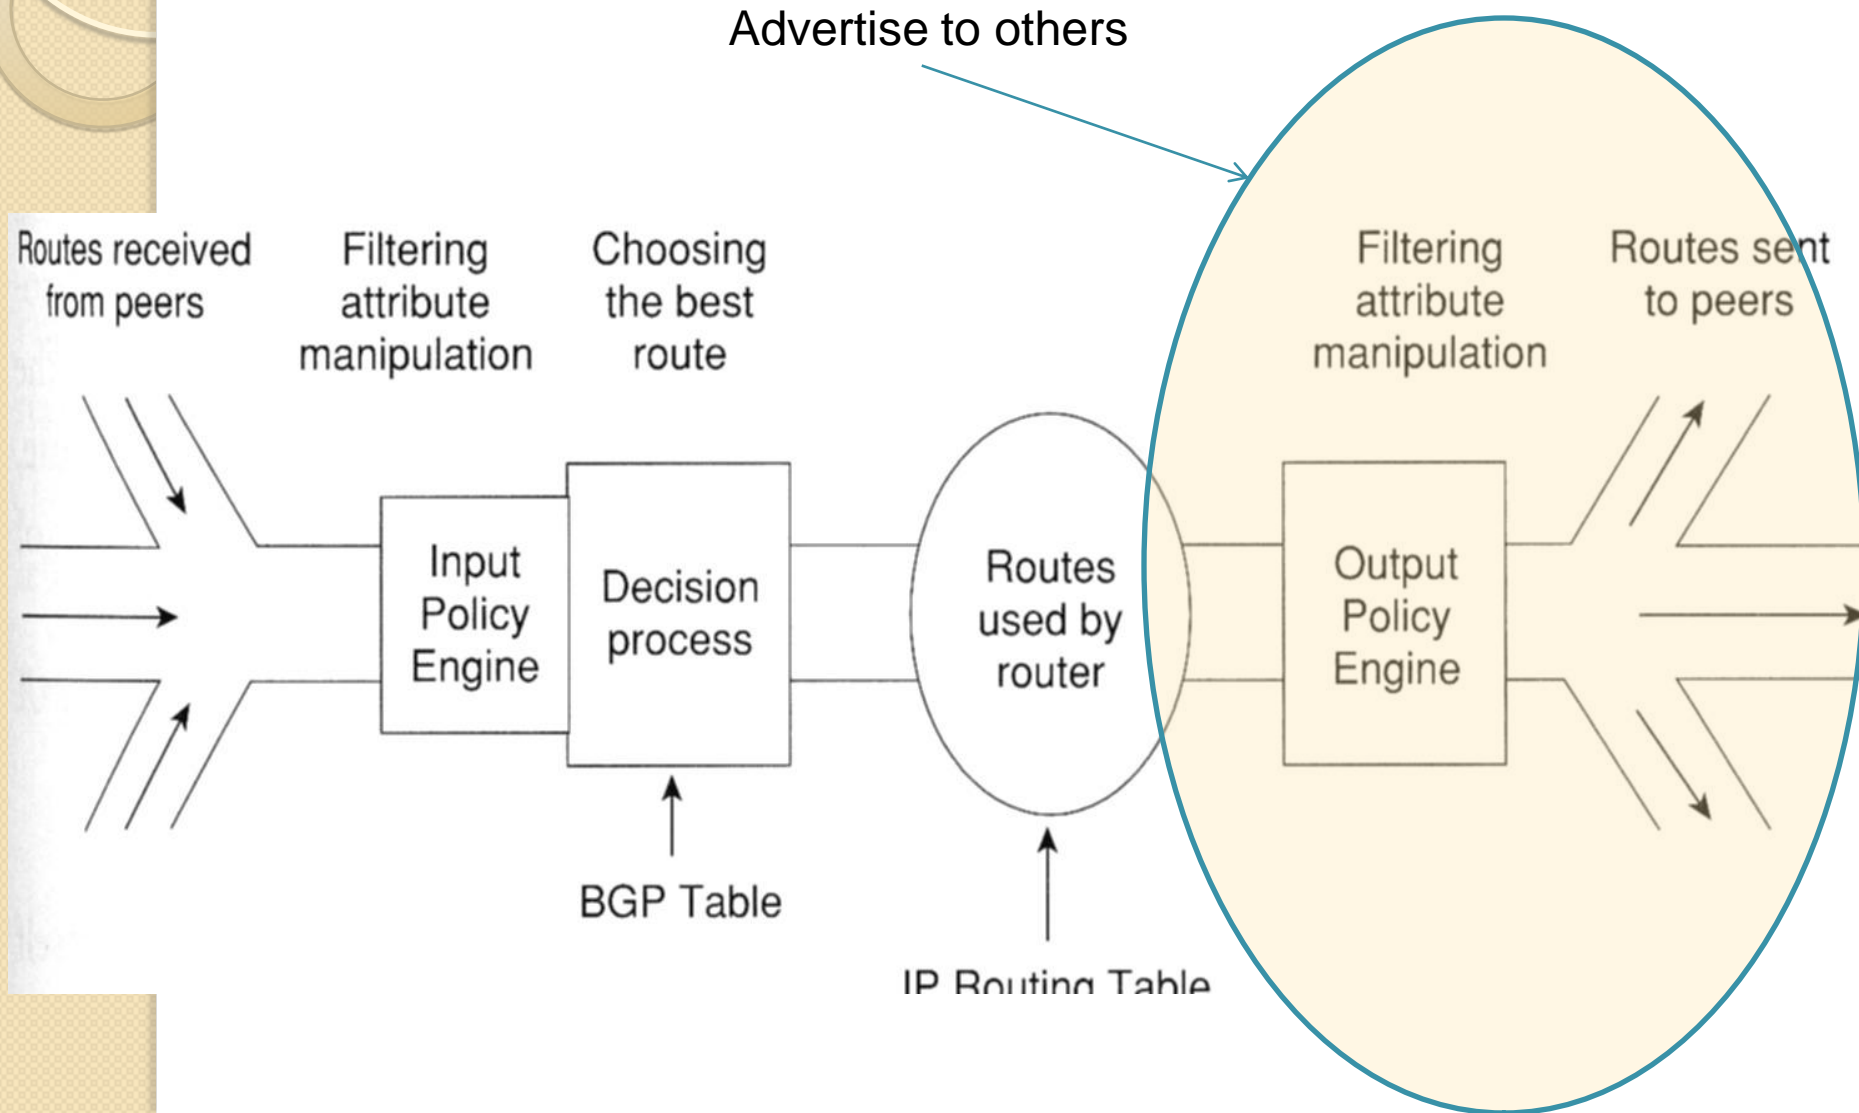 Advertise to others
Routes received
from peers
Filtering
attribute
manipulation
Choosing
the best
route
Filtering
attribute
manipulation
Routes sent
to peers
Input
Policy
Engine
Decision
process
Routes
used by
router
Output
Policy
Engine
BGP Table
IP Routing Table